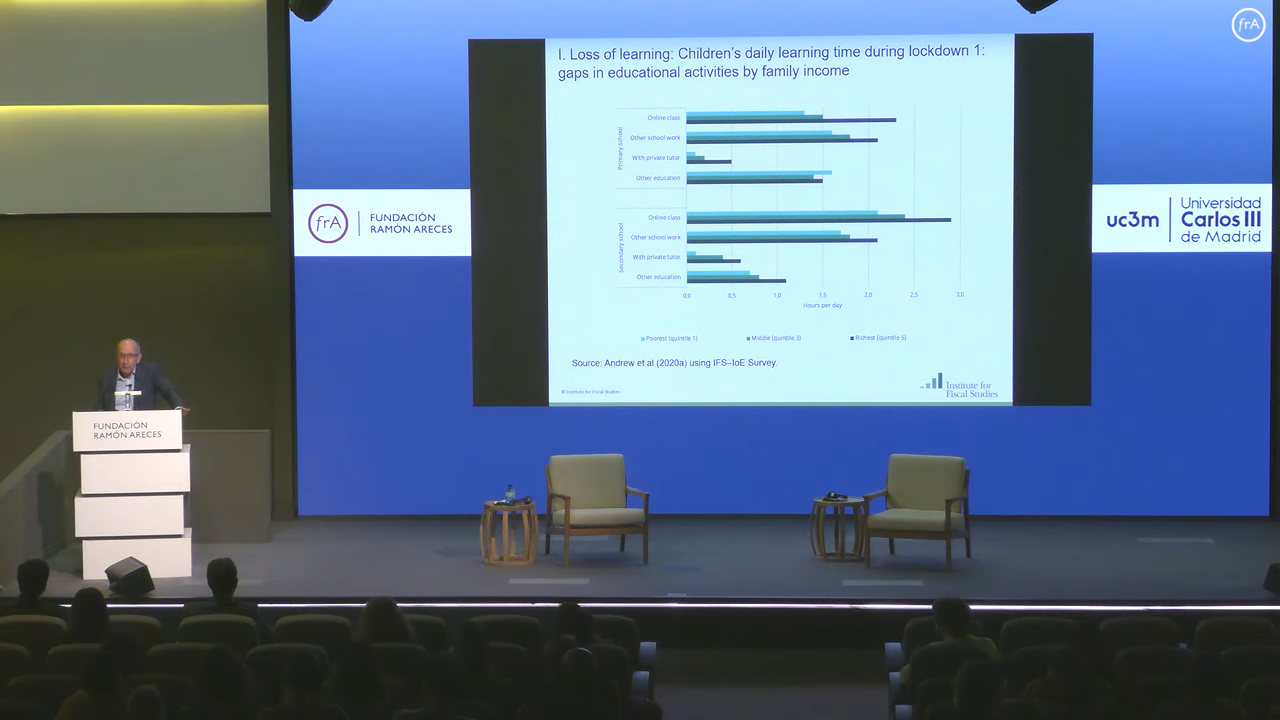 frA
I. Loss of learning: Children's daily learning time during lockdown 1:
gaps in educational activities by family income
Primary school
Online class
Other school work
With private tutor
Other education
Secondary school
Online class
Other school work
With private tutor
Other education
0,0 0,5 1,0 1,5 2,0 2,5 3,0
Hours per day
Poorest (quintile 1) Middle (quintile 3) Richest (quintile 5)
Source: Andrew et al (2020a) using IFS–IoE Survey.
© Institute for Fiscal Studies
Institute for
Fiscal Studies
frA
FUNDACIÓN
RAMÓN ARECES
uc3m
Universidad
Carlos III
de Madrid
FUNDACIÓN
RAMÓN ARECES